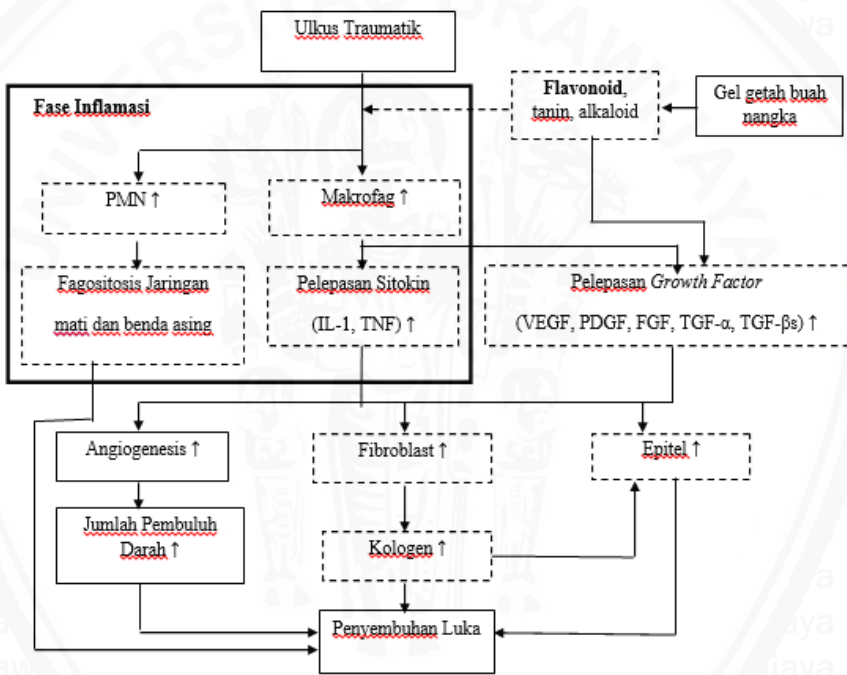 Ulkus Traumatik
Fase Inflamasi
Flavonoid,
tanin, alkaloid
Gel getah buah
nangka
PMN ↑
Makrofag ↑
Fagositosis Jaringan
mati dan benda asing
Pelepasan Sitokin
(IL-1, TNF) ↑
Pelepasan Growth Factor
(VEGF, PDGF, FGF, TGF-α, TGF-βs) ↑
Angiogenesis ↑
Fibroblast ↑
Epitel ↑
Jumlah Pembuluh
Darah ↑
Kologen ↑
Penyembuhan Luka